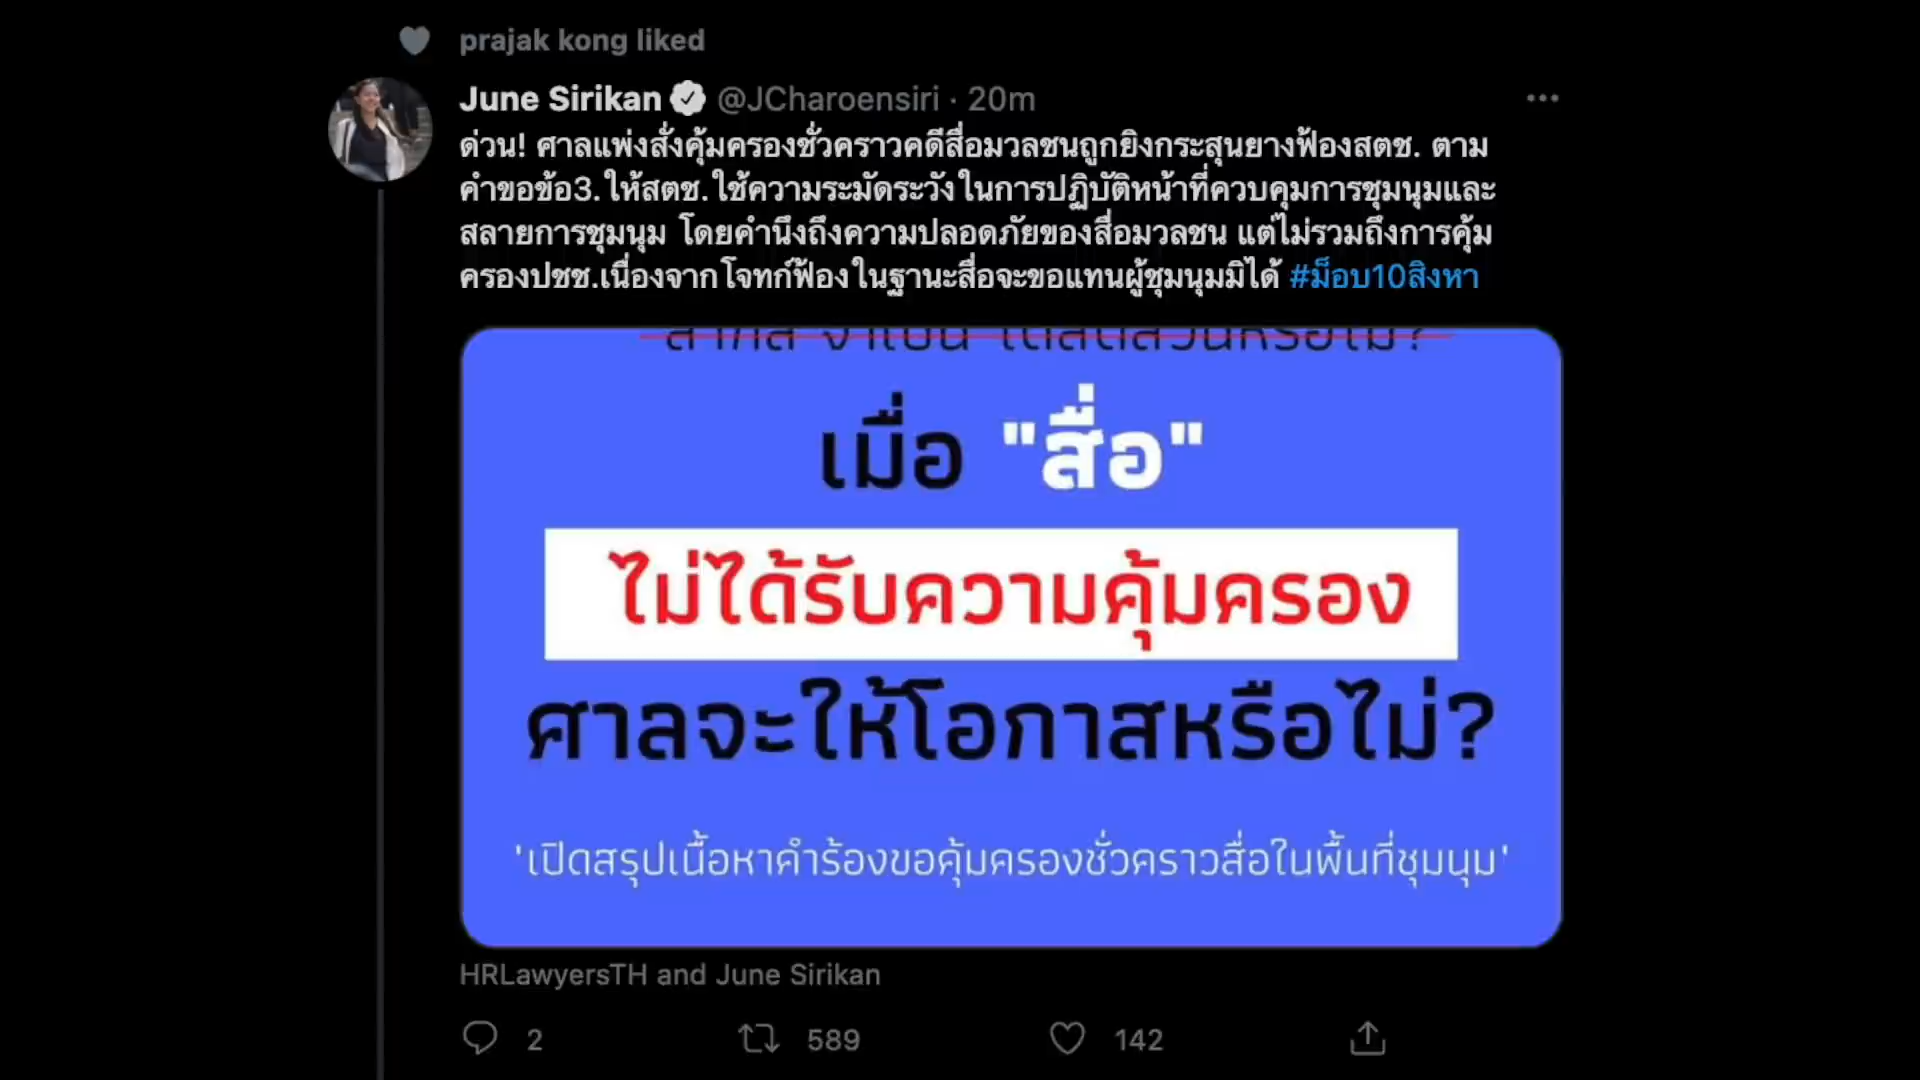 prajak kong liked
June Sirikan @JCharoensiri · 20m
ด่วน! ศาลแพ่งสั่งคุ้มครองชั่วคราวคดีสื่อมวลชนถูกยิงกระสุนยางฟ้องสตช. ตาม
คำขอข้อ3.ให้สตช.ใช้ความระมัดระวังในการปฏิบัติหน้าที่ควบคุมการชุมนุมและ
สลายการชุมนุม โดยคำนึงถึงความปลอดภัยของสื่อมวลชน แต่ไม่รวมถึงการคุ้ม
ครองปชช.เนื่องจากโจทก์ฟ้องในฐานะสื่อจะขอแทนผู้ชุมนุมมิได้ #ม็อบ10สิงหา
เมื่อ "สื่อ"
ไม่ได้รับความคุ้มครอง
ศาลจะให้โอกาสหรือไม่?
'เปิดสรุปเนื้อหาคำร้องขอคุ้มครองชั่วคราวสื่อในพื้นที่ชุมนุม'
HRLawyersTH and June Sirikan
2 589 142